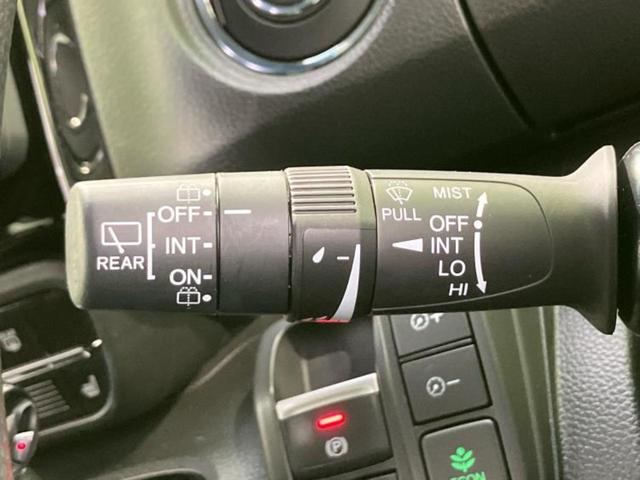 REAR
OFF
INT
ON
PULL
MIST
OFF
INT
LO
HI
ECON